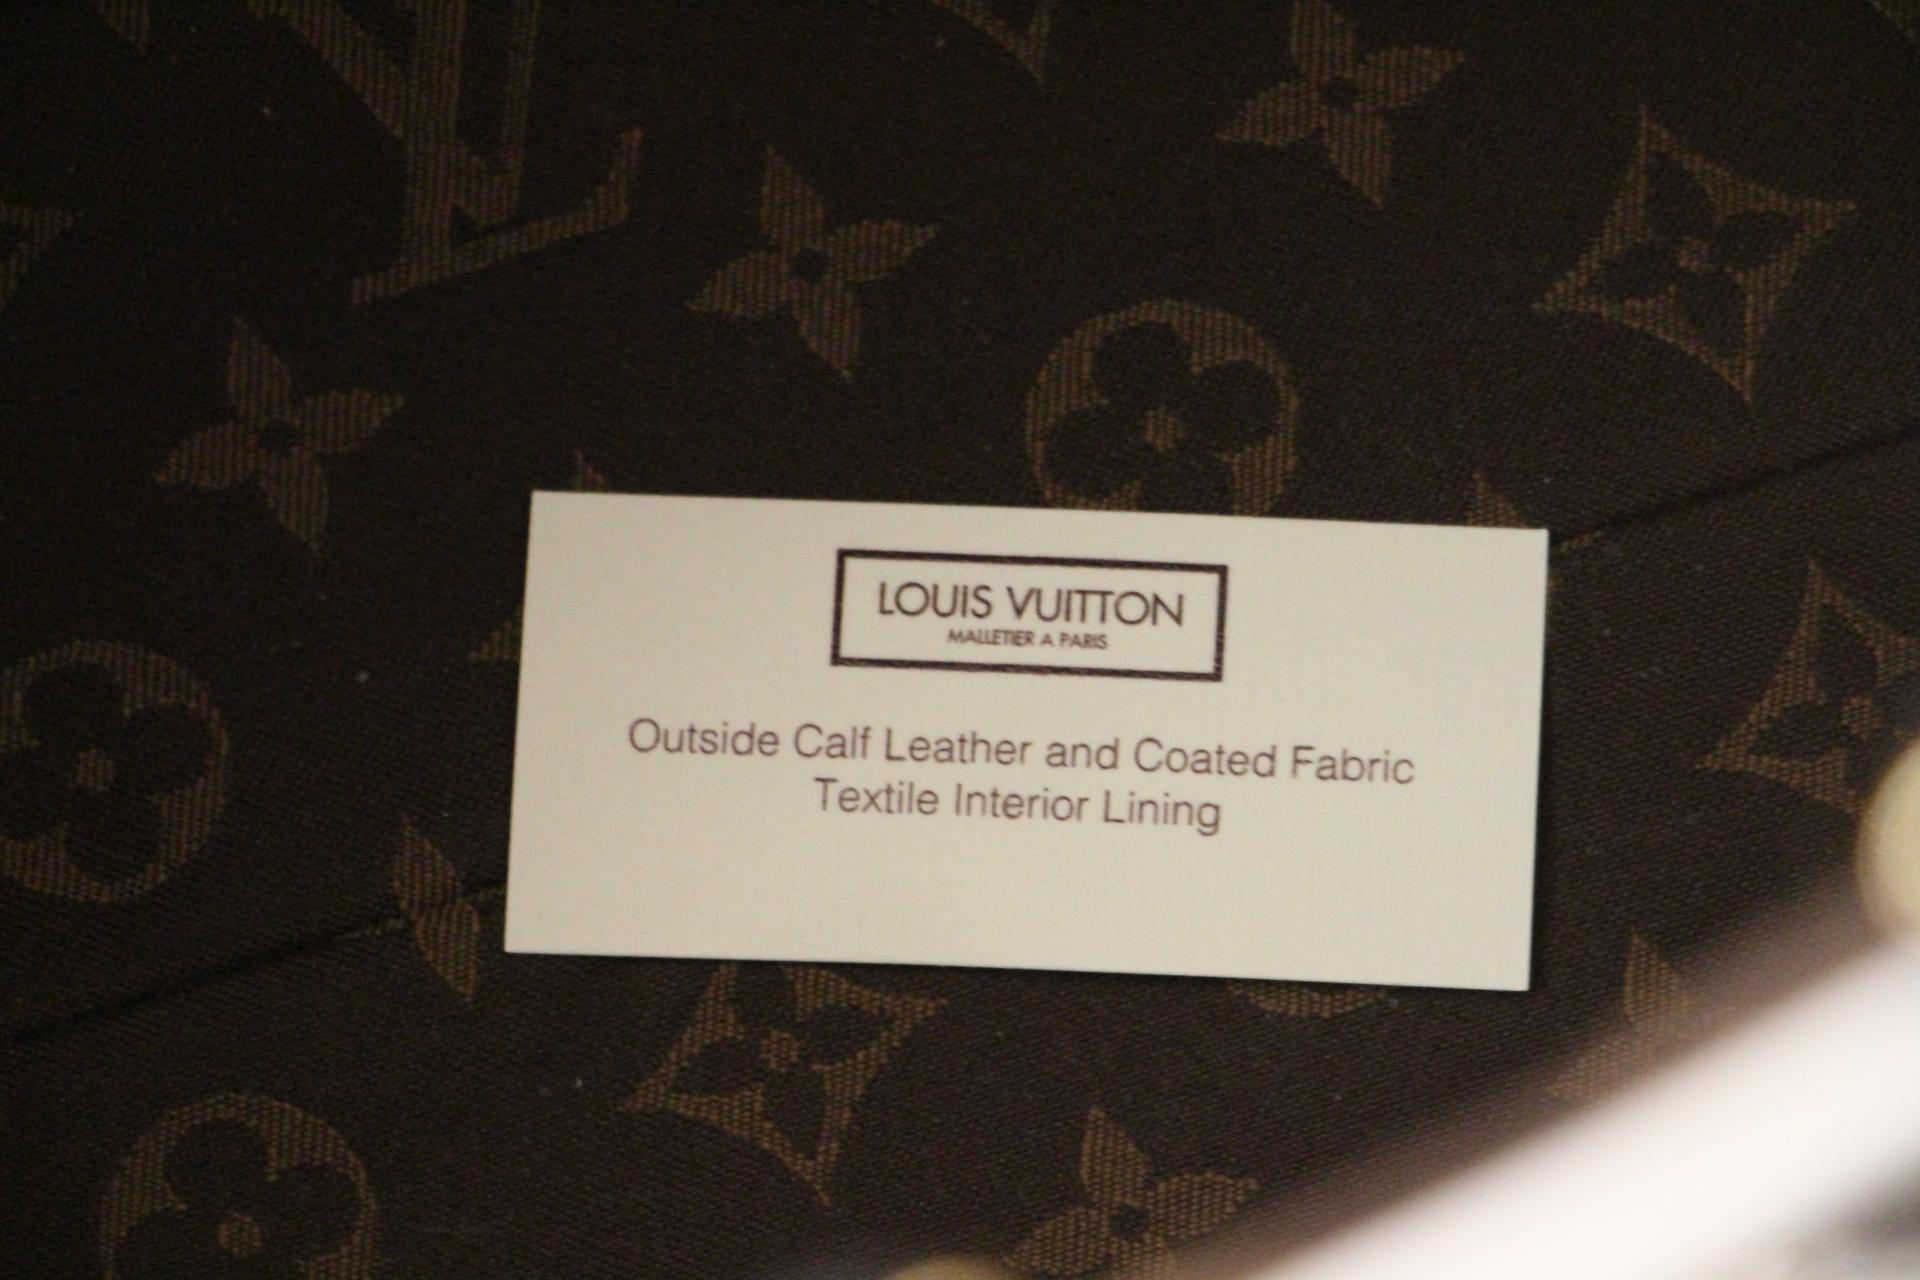 LOUIS VUITTON
MALLETIER A PARIS
Outside Calf Leather and Coated Fabric
Textile Interior Lining